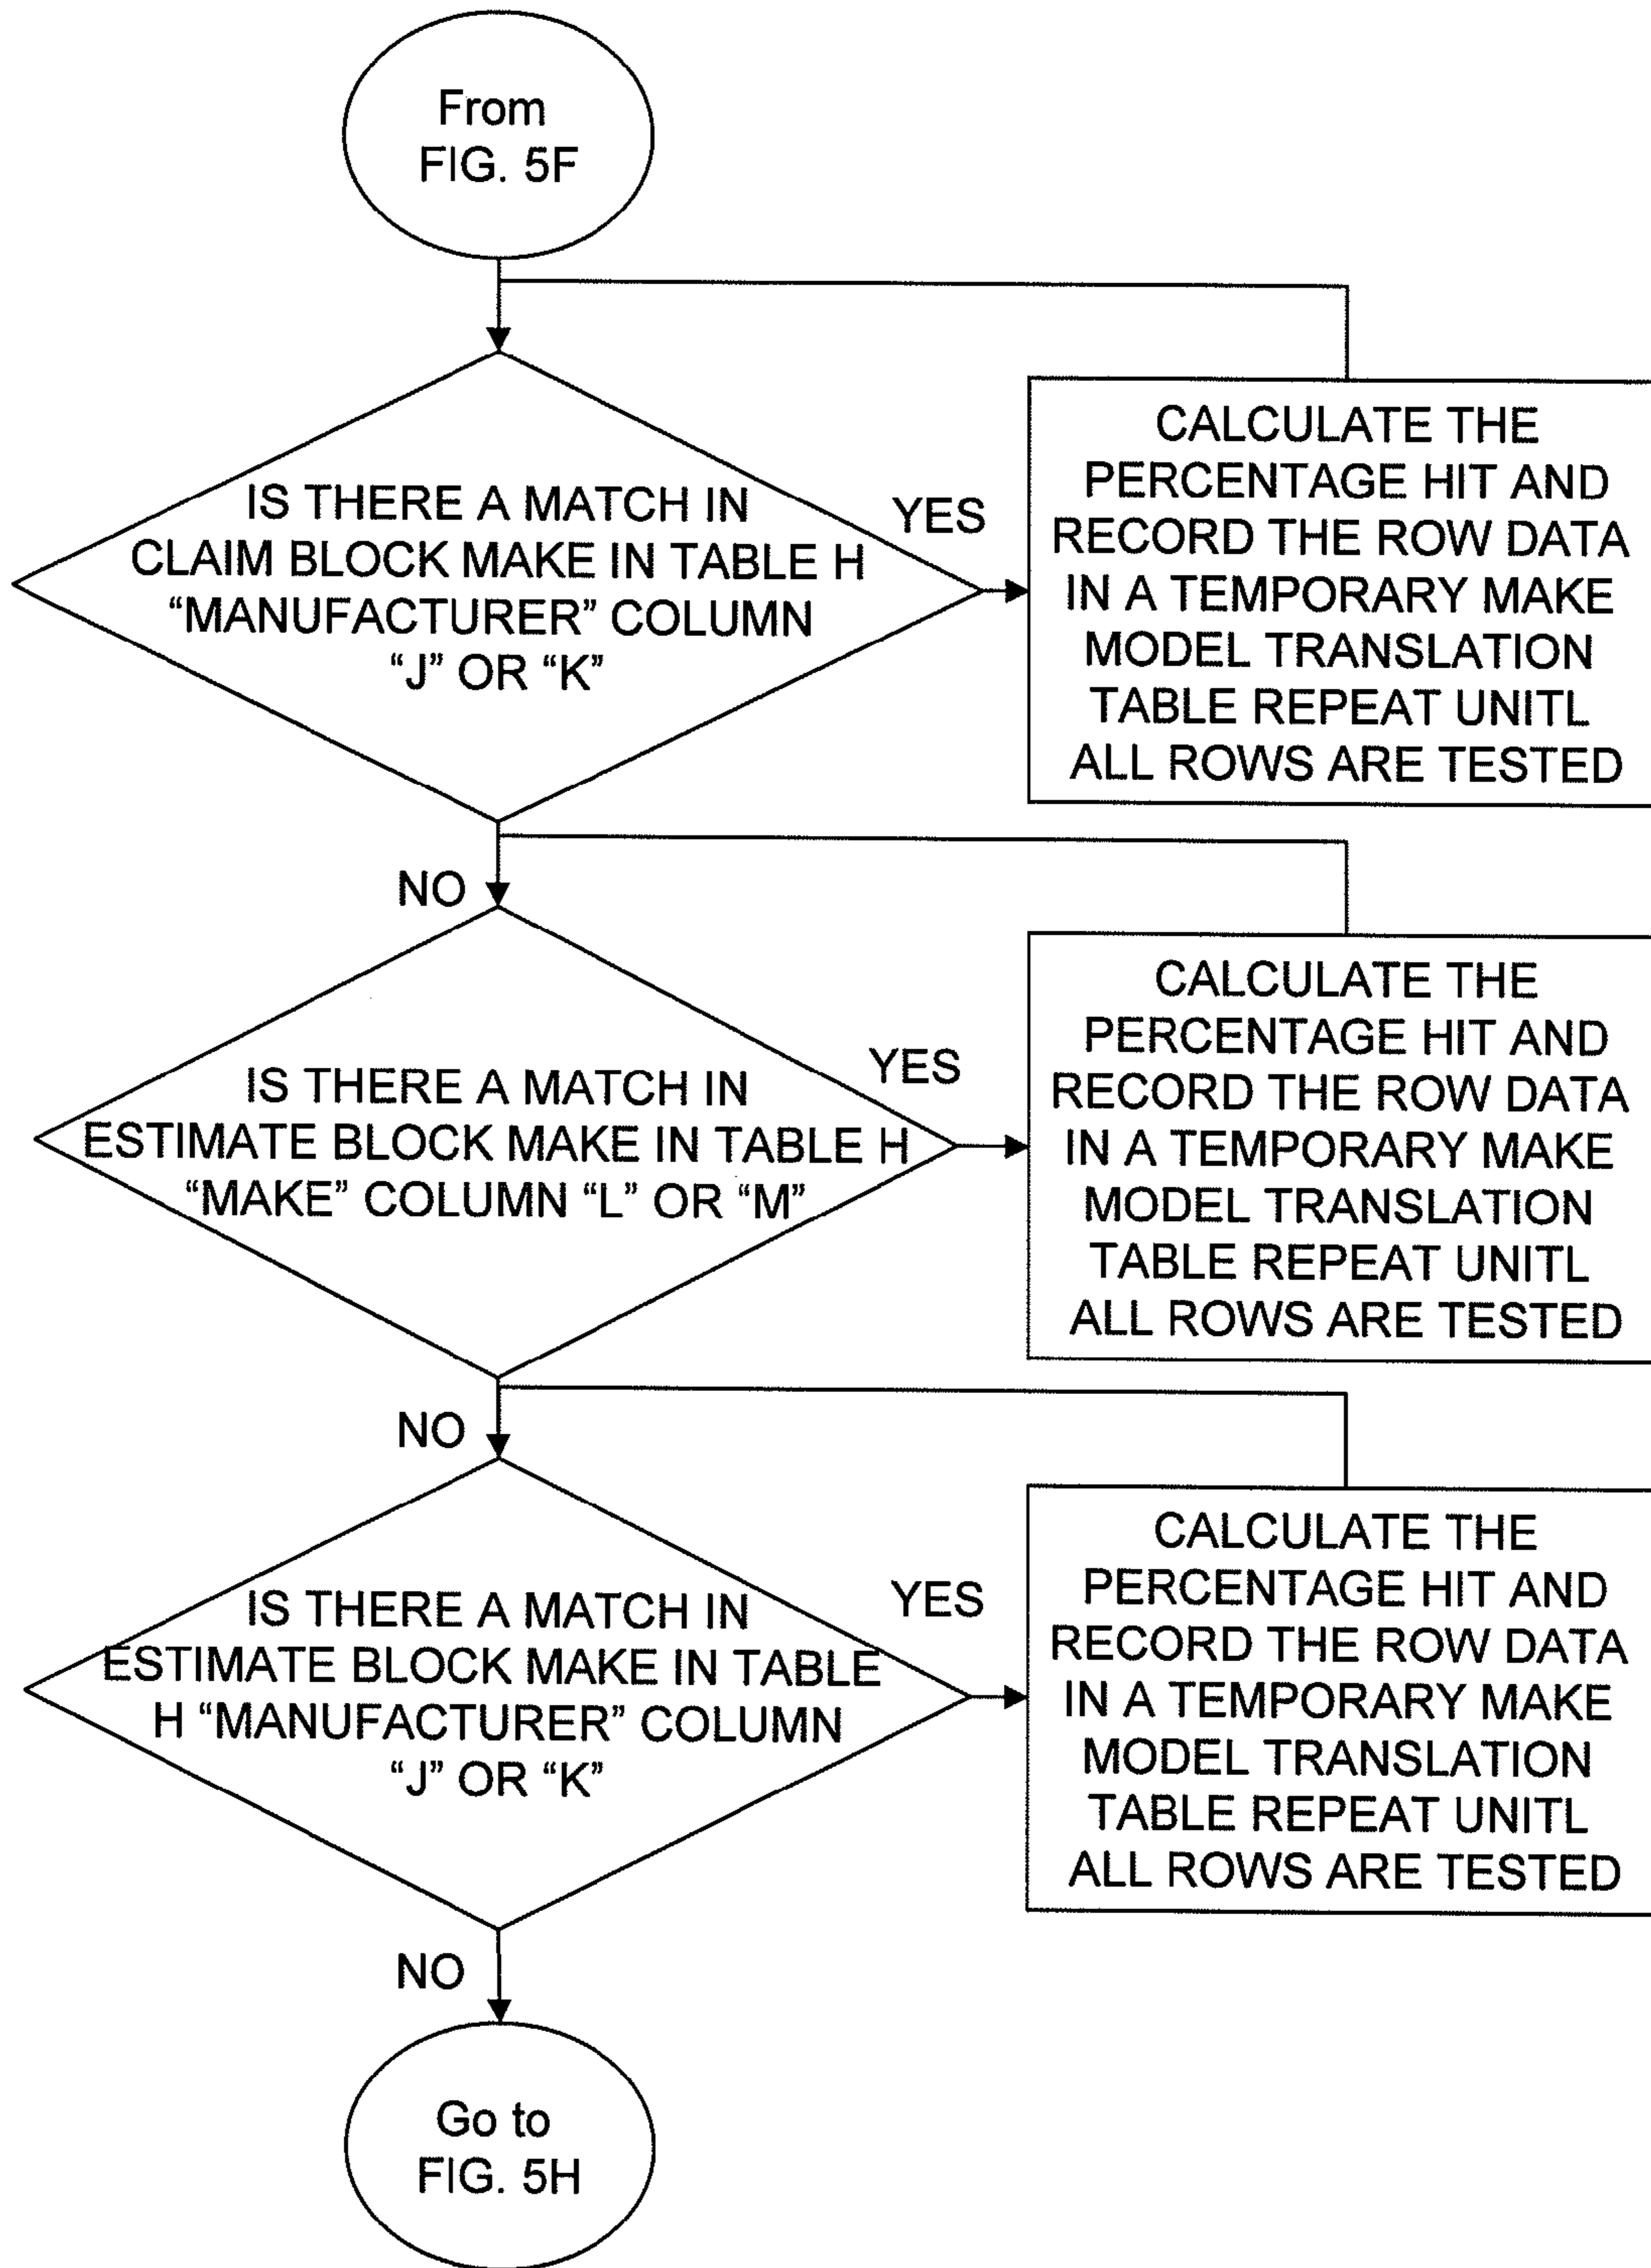 From
FIG. 5F
IS THERE A MATCH IN
CLAIM BLOCK MAKE IN TABLE H
“MANUFACTURER” COLUMN
“J” OR “K”
YES
CALCULATE THE
PERCENTAGE HIT AND
RECORD THE ROW DATA
IN A TEMPORARY MAKE
MODEL TRANSLATION
TABLE REPEAT UNITL
ALL ROWS ARE TESTED
NO
IS THERE A MATCH IN
ESTIMATE BLOCK MAKE IN TABLE H
“MAKE” COLUMN “L” OR “M”
YES
CALCULATE THE
PERCENTAGE HIT AND
RECORD THE ROW DATA
IN A TEMPORARY MAKE
MODEL TRANSLATION
TABLE REPEAT UNITL
ALL ROWS ARE TESTED
NO
IS THERE A MATCH IN
ESTIMATE BLOCK MAKE IN TABLE
H “MANUFACTURER” COLUMN
“J” OR “K”
YES
CALCULATE THE
PERCENTAGE HIT AND
RECORD THE ROW DATA
IN A TEMPORARY MAKE
MODEL TRANSLATION
TABLE REPEAT UNITL
ALL ROWS ARE TESTED
NO
Go to
FIG. 5H